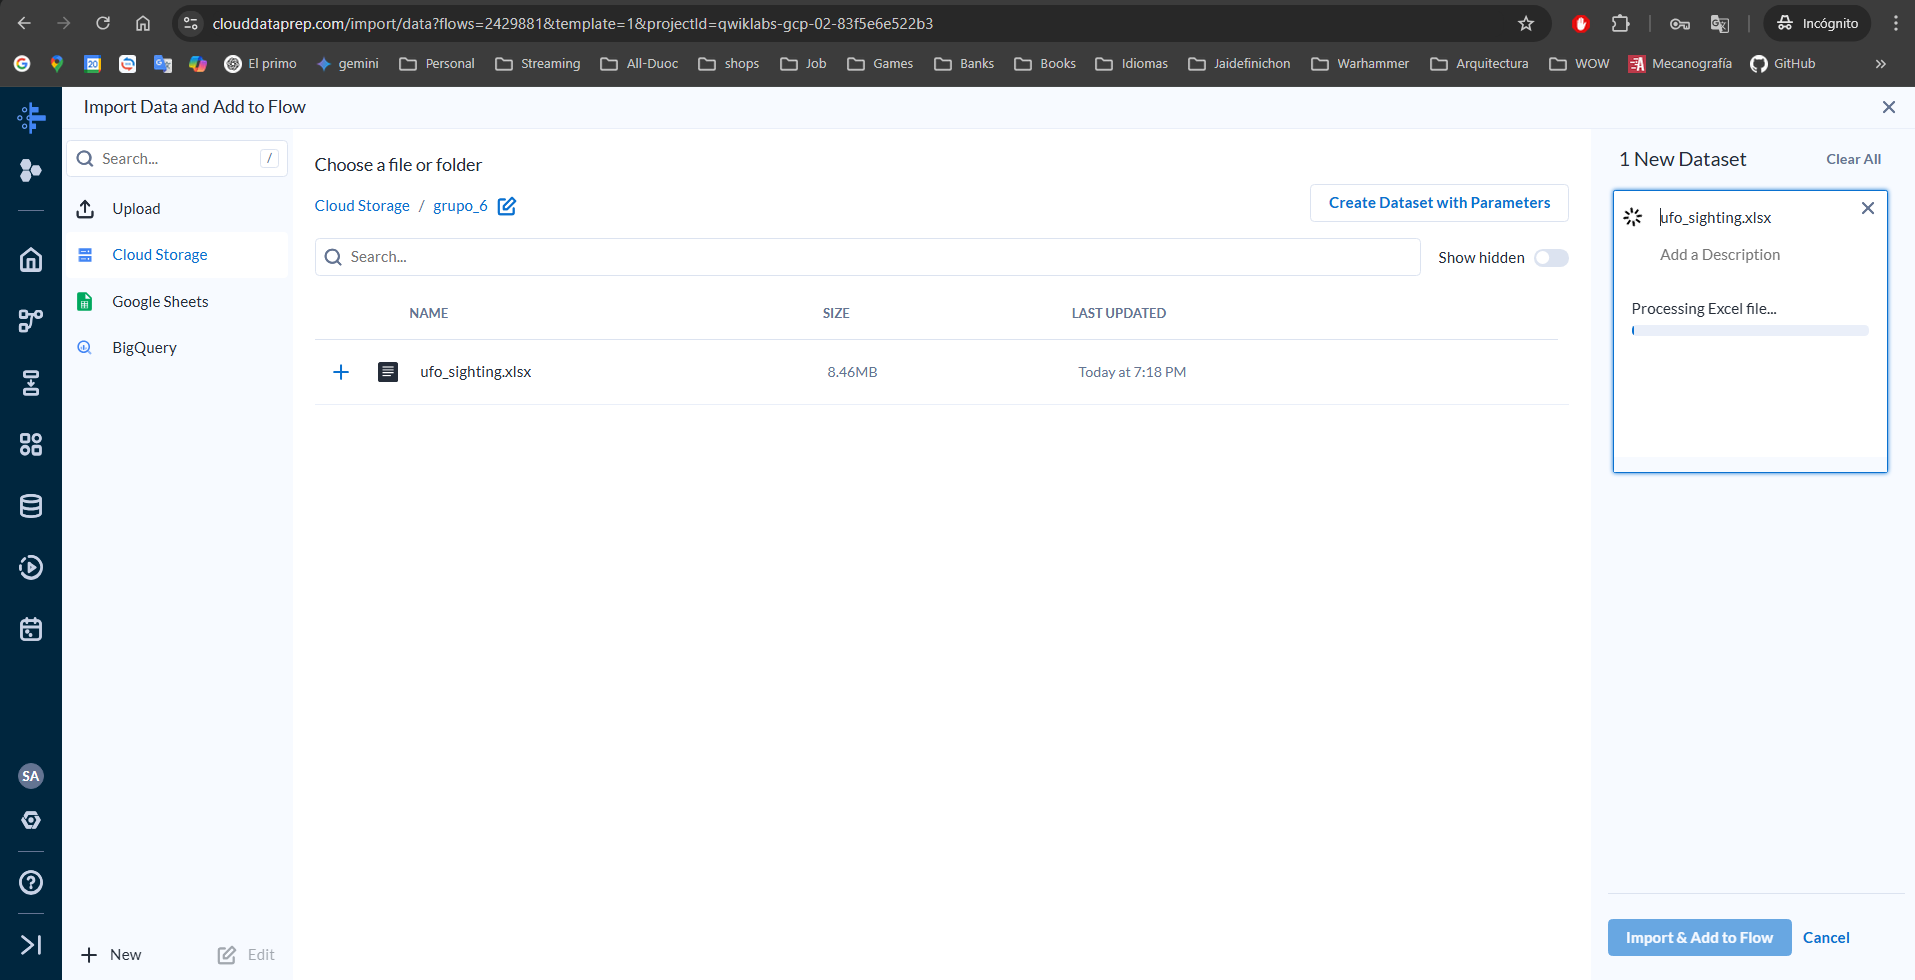 clouddataprep.com/import/data?flows=2429881&template=1&projectId=qwiklabs-gcp-02-83f5e6e522b3
Incógnito
20
El primo
gemini
Personal
Streaming
All-Duoc
shops
Job
Games
Banks
Books
Idiomas
Jaidefinichon
Warhammer
Arquitectura
WOW
Mecanografía
GitHub
»
Import Data and Add to Flow
Search... /
Upload
Cloud Storage
Google Sheets
BigQuery
SA
New
Edit
Choose a file or folder
Cloud Storage / grupo_6
Create Dataset with Parameters
Search...
Show hidden
NAME SIZE LAST UPDATED
ufo_sighting.xlsx 8.46MB Today at 7:18 PM
1 New Dataset
Clear All
ufo_sighting.xlsx
Add a Description
Processing Excel file...
Import & Add to Flow
Cancel